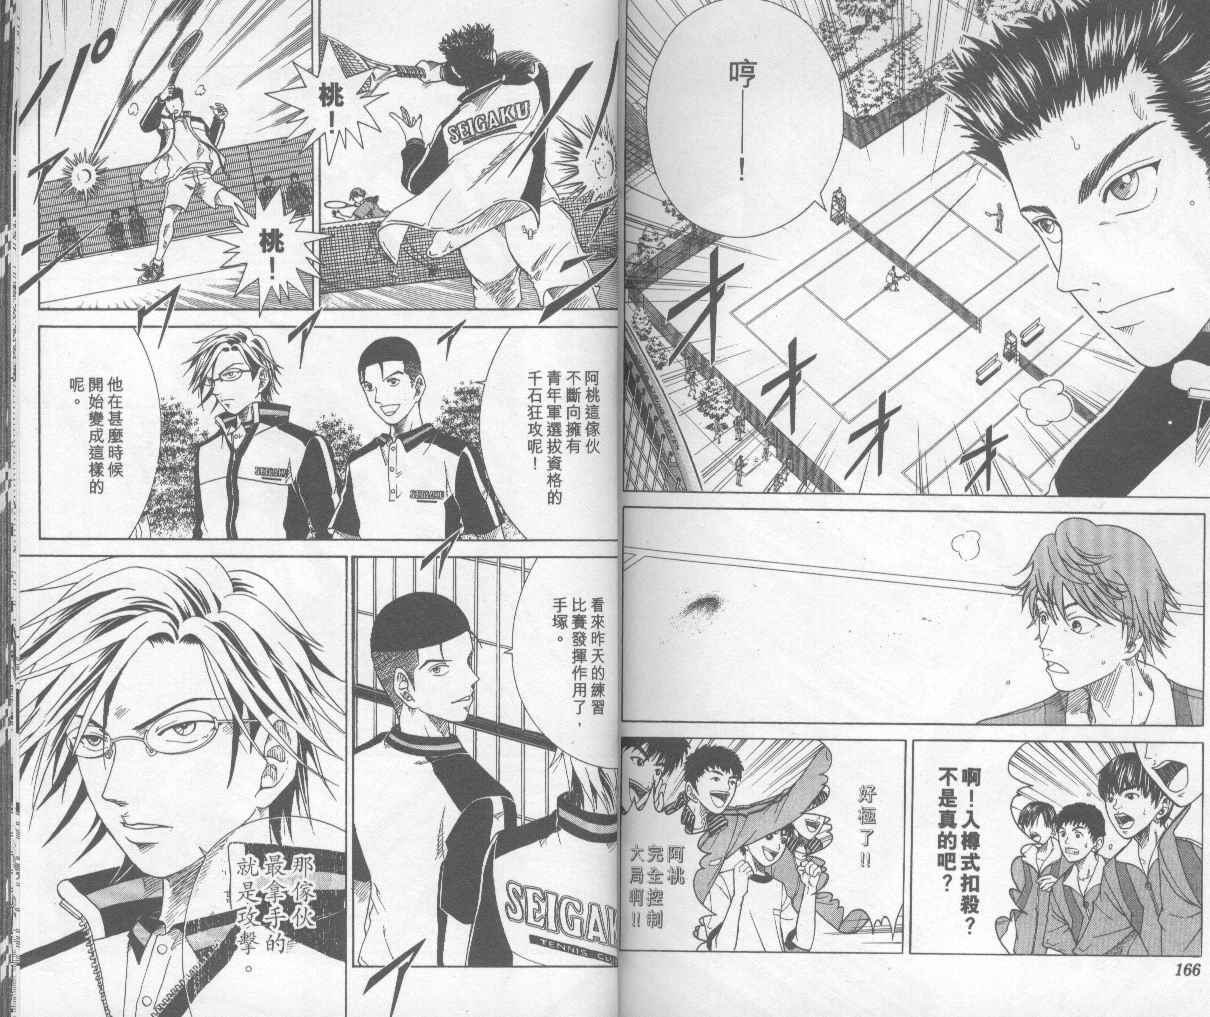 哼——！
オ
オ
オ
オ
啊！入樽式扣殺？
不是真的吧？
好極了!!
阿桃
完全控制
大局啊!!
166
桃！
SEIGAKU
パ
桃！
阿桃這傢伙
不斷向擁有
青年軍選拔資格的
千石狂攻呢！
SEIGAKU
SEIGAKU
他在甚麼時候
開始變成這樣的
呢。
看來昨天的練習
比賽發揮作用了，
手塚。
SEIGAK
TENNIS CLU
那傢伙
最拿手的
就是攻擊。